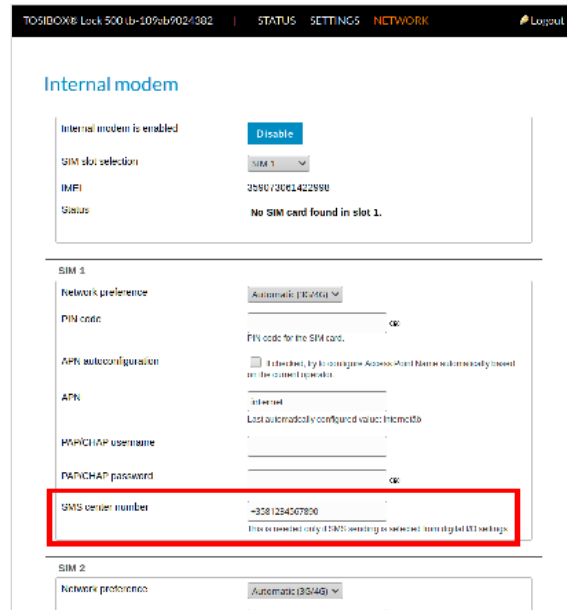 TOSIBOX® Lock 500 tb-109ab9024382 | STATUS SETTINGS NETWORK Logout
Internal modem
Internal modem is enabled Disable
SIM slot selection SIM 1
IMEI 359073061422998
Status No SIM card found in slot 1.
SIM 1
Network preference Automatic (3G/4G)
PIN code
PIN code for the SIM card.
APN autoconfiguration If checked, try to configure Access Point Name automatically based
on the current operator.
APN internet
Last automatically configured value: internet4b
PAP/CHAP username
PAP/CHAP password
SMS center number +3581234567890
This is needed only if SMS sending is selected from digital I/O settings
SIM 2
Network preference Automatic (3G/4G)